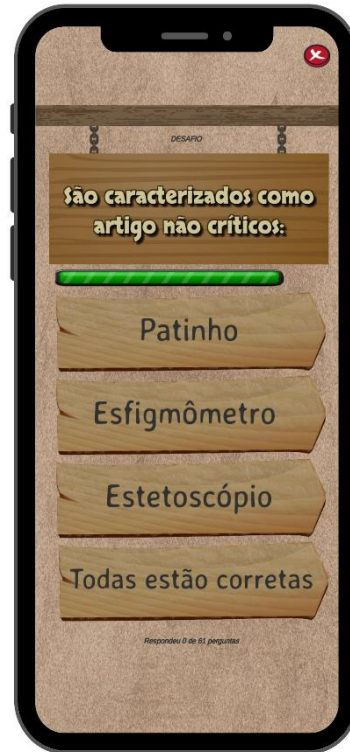 DESAFIO
São caracterizados como
artigo não críticos:
Patinho
Esfigmômetro
Estetoscópio
Todas estão corretas
Respondeu 0 de 61 perguntas